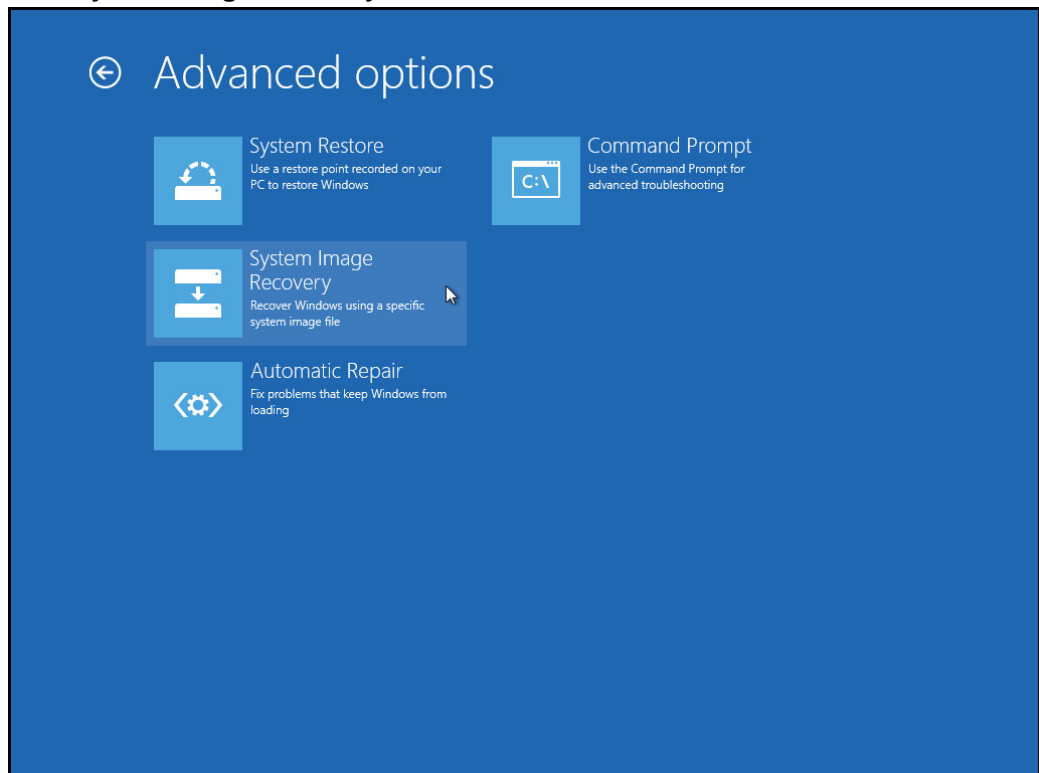 Advanced options
System Restore
Use a restore point recorded on your
PC to restore Windows
Command Prompt
Use the Command Prompt for
advanced troubleshooting
C:\
System Image
Recovery
Recover Windows using a specific
system image file
Automatic Repair
Fix problems that keep Windows from
loading